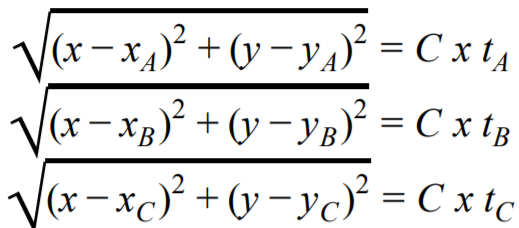 √((x − x_A)² + (y − y_A)²) = C x t_A
√((x − x_B)² + (y − y_B)²) = C x t_B
√((x − x_C)² + (y − y_C)²) = C x t_C